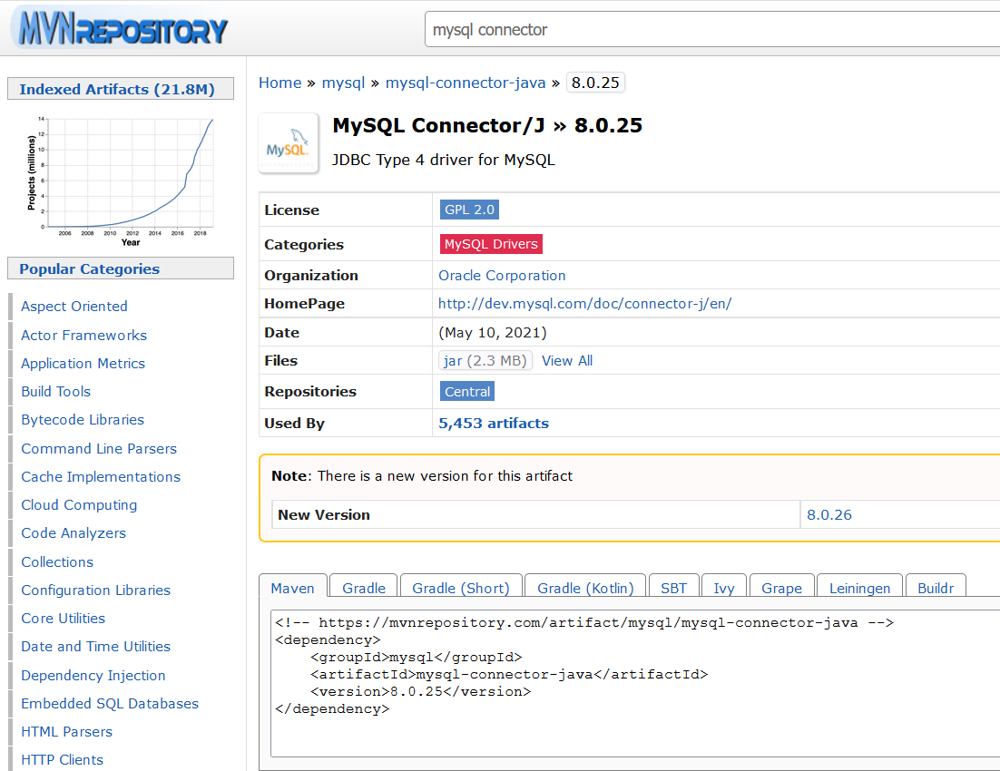 MVNREPOSITORY
mysql connector
Indexed Artifacts (21.8M)
Projects (millions)
14
12
10
8
6
4
2
0
2006 2008 2010 2012 2014 2016 2018
Year
Popular Categories
Aspect Oriented
Actor Frameworks
Application Metrics
Build Tools
Bytecode Libraries
Command Line Parsers
Cache Implementations
Cloud Computing
Code Analyzers
Collections
Configuration Libraries
Core Utilities
Date and Time Utilities
Dependency Injection
Embedded SQL Databases
HTML Parsers
HTTP Clients
Home » mysql » mysql-connector-java » 8.0.25
MySQL
MySQL Connector/J » 8.0.25
JDBC Type 4 driver for MySQL
License GPL 2.0
Categories MySQL Drivers
Organization Oracle Corporation
HomePage http://dev.mysql.com/doc/connector-j/en/
Date (May 10, 2021)
Files jar (2.3 MB) View All
Repositories Central
Used By 5,453 artifacts
Note: There is a new version for this artifact
New Version 8.0.26
Maven Gradle Gradle (Short) Gradle (Kotlin) SBT Ivy Grape Leiningen Buildr
<!-- https://mvnrepository.com/artifact/mysql/mysql-connector-java -->
<dependency>
    <groupId>mysql</groupId>
    <artifactId>mysql-connector-java</artifactId>
    <version>8.0.25</version>
</dependency>